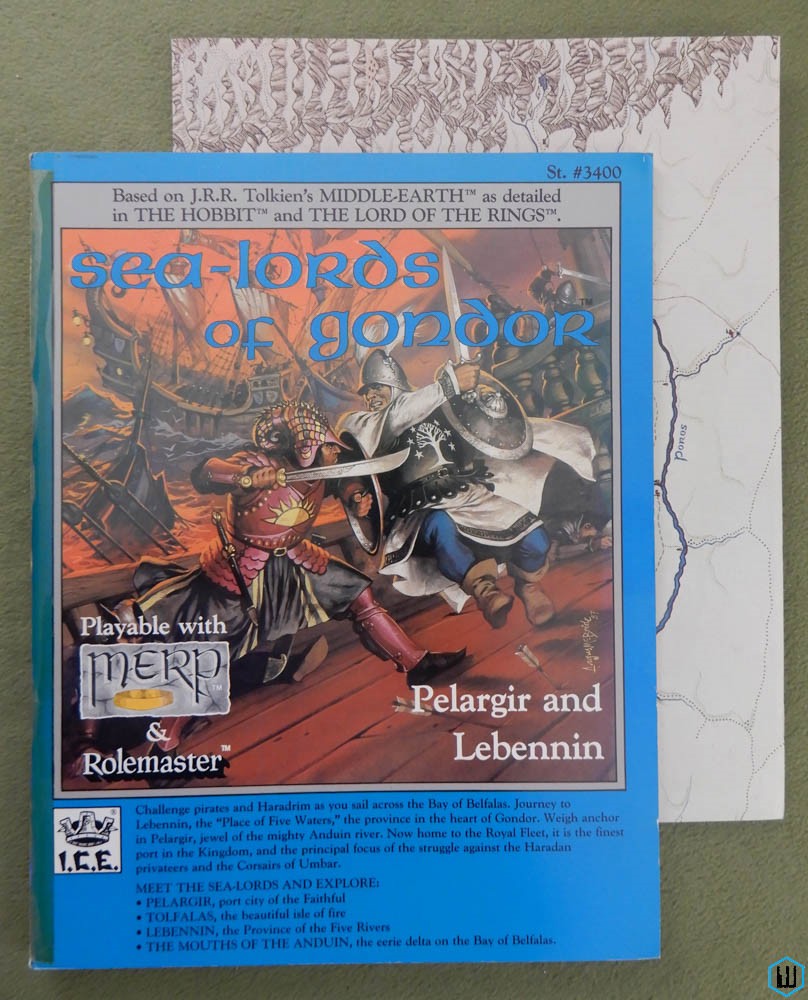 St. #3400
Based on J.R.R. Tolkien's MIDDLE-EARTH™ as detailed
in THE HOBBIT™ and THE LORD OF THE RINGS™.
sea-lords
of gondor™
Ponos
Angus McBride 87
Playable with
MERP™
&
Rolemaster™
Pelargir and
Lebennin
I.C.E.®
Challenge pirates and Haradrim as you sail across the Bay of Belfalas. Journey to
Lebennin, the "Place of Five Waters," the province in the heart of Gondor. Weigh anchor
in Pelargir, jewel of the mighty Anduin river. Now home to the Royal Fleet, it is the finest
port in the Kingdom, and the principal focus of the struggle against the Haradan
privateers and the Corsairs of Umbar.
MEET THE SEA-LORDS AND EXPLORE:
• PELARGIR, port city of the Faithful
• TOLFALAS, the beautiful isle of fire
• LEBENNIN, the Province of the Five Rivers
• THE MOUTHS OF THE ANDUIN, the eerie delta on the Bay of Belfalas.